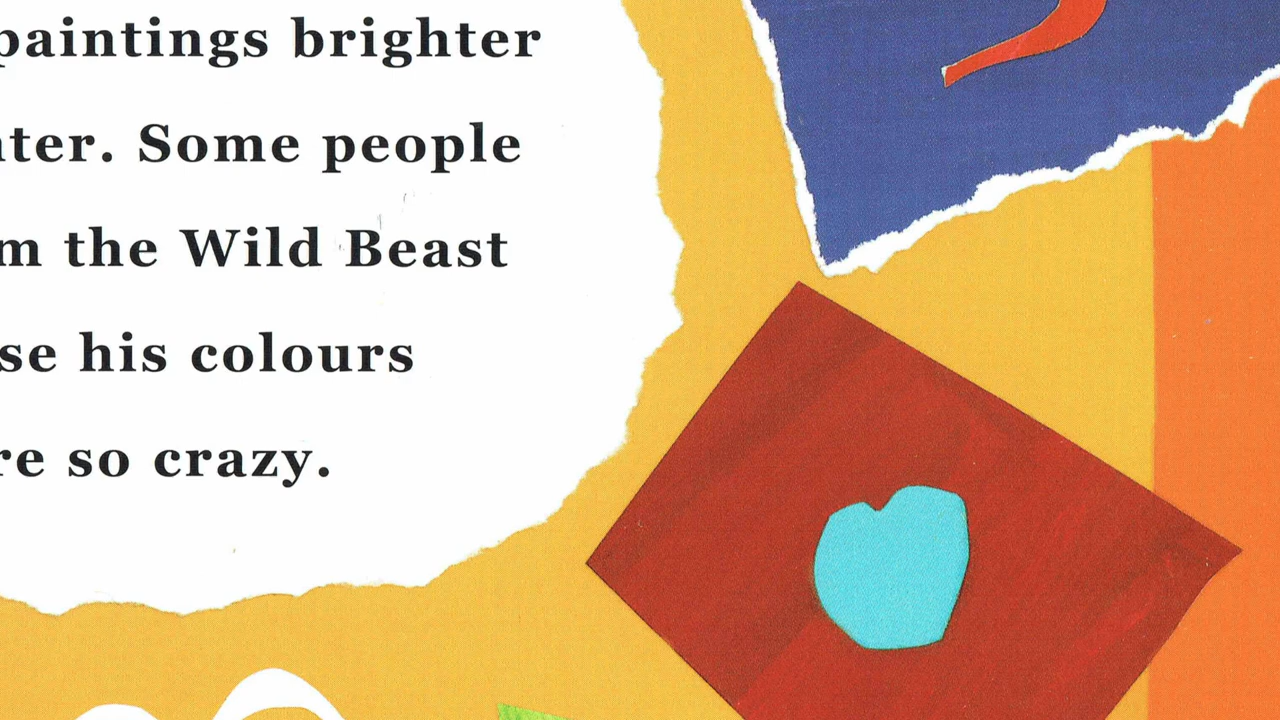 paintings brighter
ter. Some people
m the Wild Beast
se his colours
re so crazy.